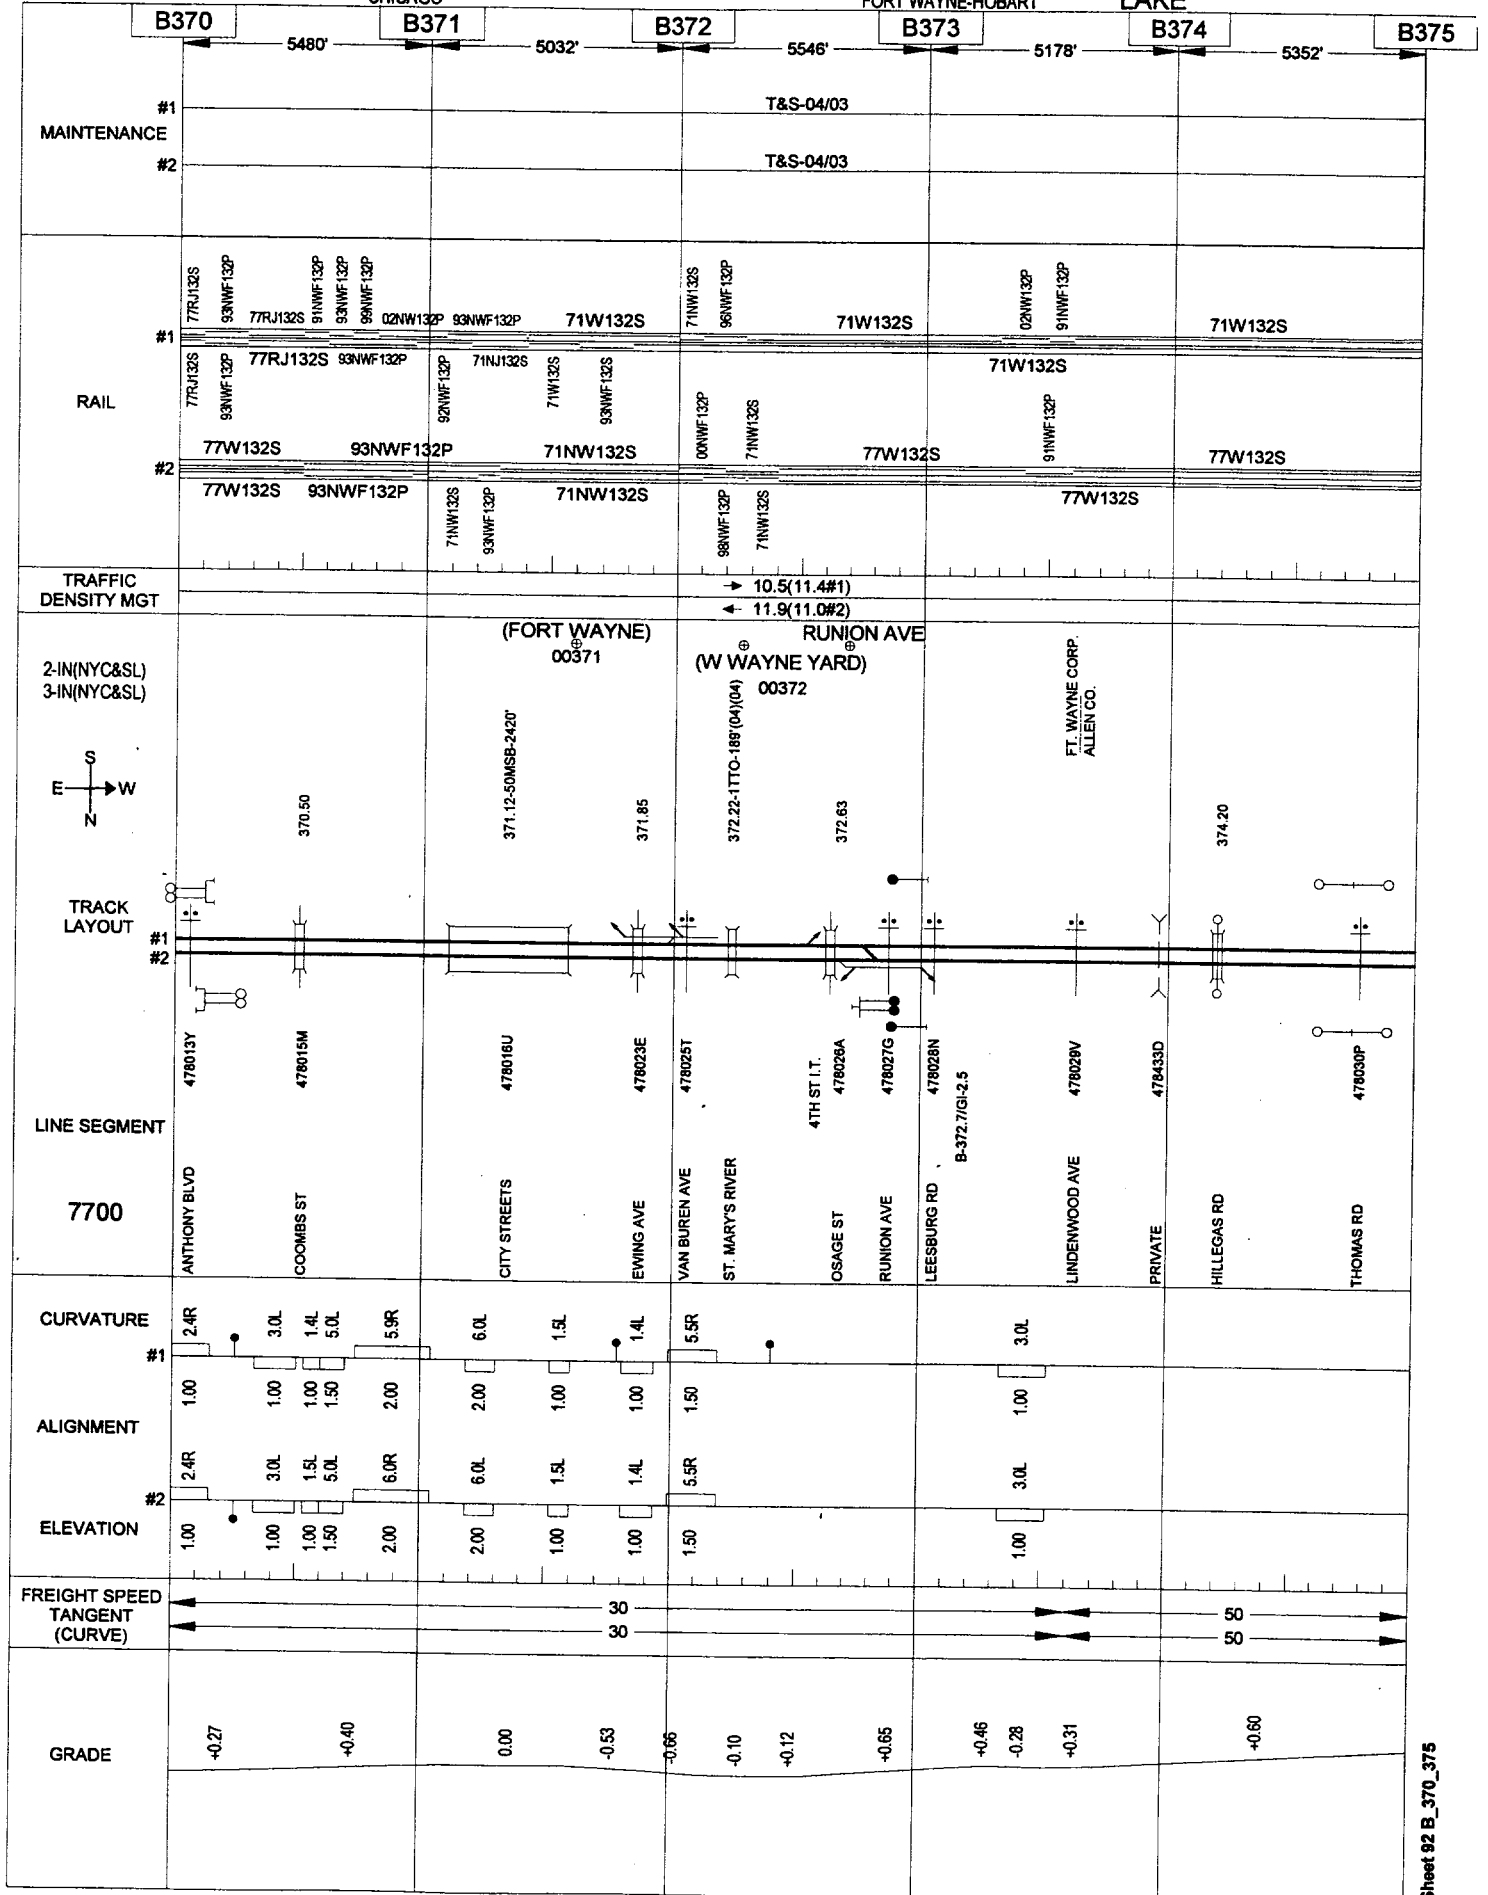 CHICAGO
FORT WAYNE-HOBART
LAKE
B370 B371 B372 B373 B374 B375
5480' 5032' 5546' 5178' 5352'
#1 T&S-04/03
MAINTENANCE
#2 T&S-04/03
77RJ132S 93NWF132P 91NWF132P 93NWF132P 99NWF132P 71NW132S 96NWF132P 02NW132P 91NWF132P
77RJ132S 02NW132P 93NWF132P 71W132S 71W132S 71W132S
#1
77RJ132S 93NWF132P 71NJ132S 71W132S
77RJ132S 93NWF132P 92NWF132P 71W132S 93NWF132S
RAIL
00NWF132P 71NW132S 91NWF132P
77W132S 93NWF132P 71NW132S 77W132S 77W132S
#2
77W132S 93NWF132P 71NW132S 77W132S
71NW132S 93NWF132P 98NWF132P 71NW132S
TRAFFIC
DENSITY MGT
10.5(11.4#1)
11.9(11.0#2)
(FORT WAYNE) RUNION AVE
00371 (W WAYNE YARD)
00372
2-IN(NYC&SL)
3-IN(NYC&SL)
FT. WAYNE CORP.
ALLEN CO.
S
E W
N
370.50 371.12-50MSB-2420' 371.85 372.22-1TTO-189'(04)(04) 372.63 374.20
TRACK
LAYOUT
#1
#2
478013Y 478015M 478016U 478023E 478025T 4TH ST I.T. 478026A 478027G 478028N B-372.7/GI-2.5 478029V 478433D 478030P
LINE SEGMENT
7700
ANTHONY BLVD COOMBS ST CITY STREETS EWING AVE VAN BUREN AVE ST. MARY'S RIVER OSAGE ST RUNION AVE LEESBURG RD LINDENWOOD AVE PRIVATE HILLEGAS RD THOMAS RD
CURVATURE
2.4R 3.0L 1.4L 5.0L 5.9R 6.0L 1.5L 1.4L 5.5R 3.0L
#1
1.00 1.00 1.00 1.50 2.00 2.00 1.00 1.00 1.50 1.00
ALIGNMENT
2.4R 3.0L 1.5L 5.0L 6.0R 6.0L 1.5L 1.4L 5.5R 3.0L
#2
ELEVATION
1.00 1.00 1.00 1.50 2.00 2.00 1.00 1.00 1.50 1.00
FREIGHT SPEED
TANGENT
(CURVE)
30 50
30 50
GRADE
+0.27 +0.40 0.00 -0.53 -0.66 -0.10 +0.12 +0.65 +0.46 -0.28 +0.31 +0.60
Sheet 92 B_370_375